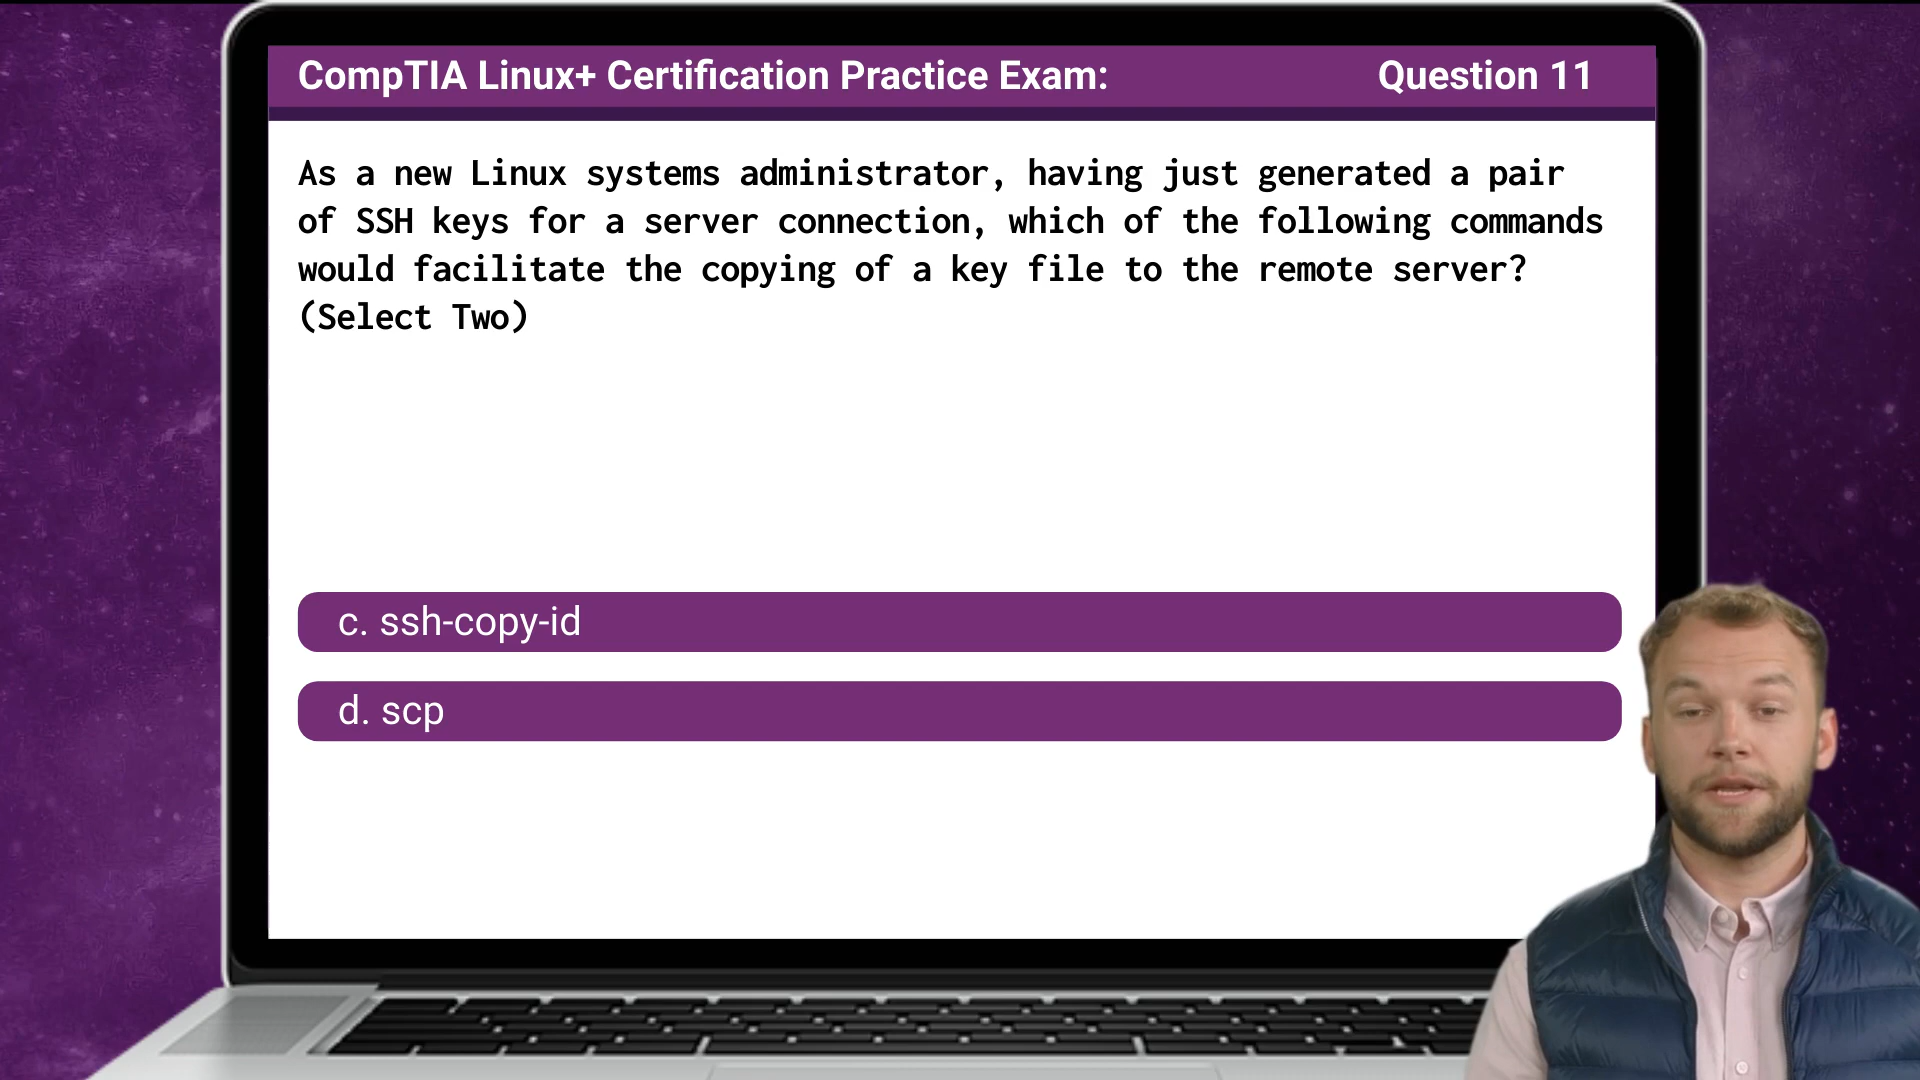 CompTIA Linux+ Certification Practice Exam:
Question 11
As a new Linux systems administrator, having just generated a pair
of SSH keys for a server connection, which of the following commands
would facilitate the copying of a key file to the remote server?
(Select Two)
c. ssh-copy-id
d. scp